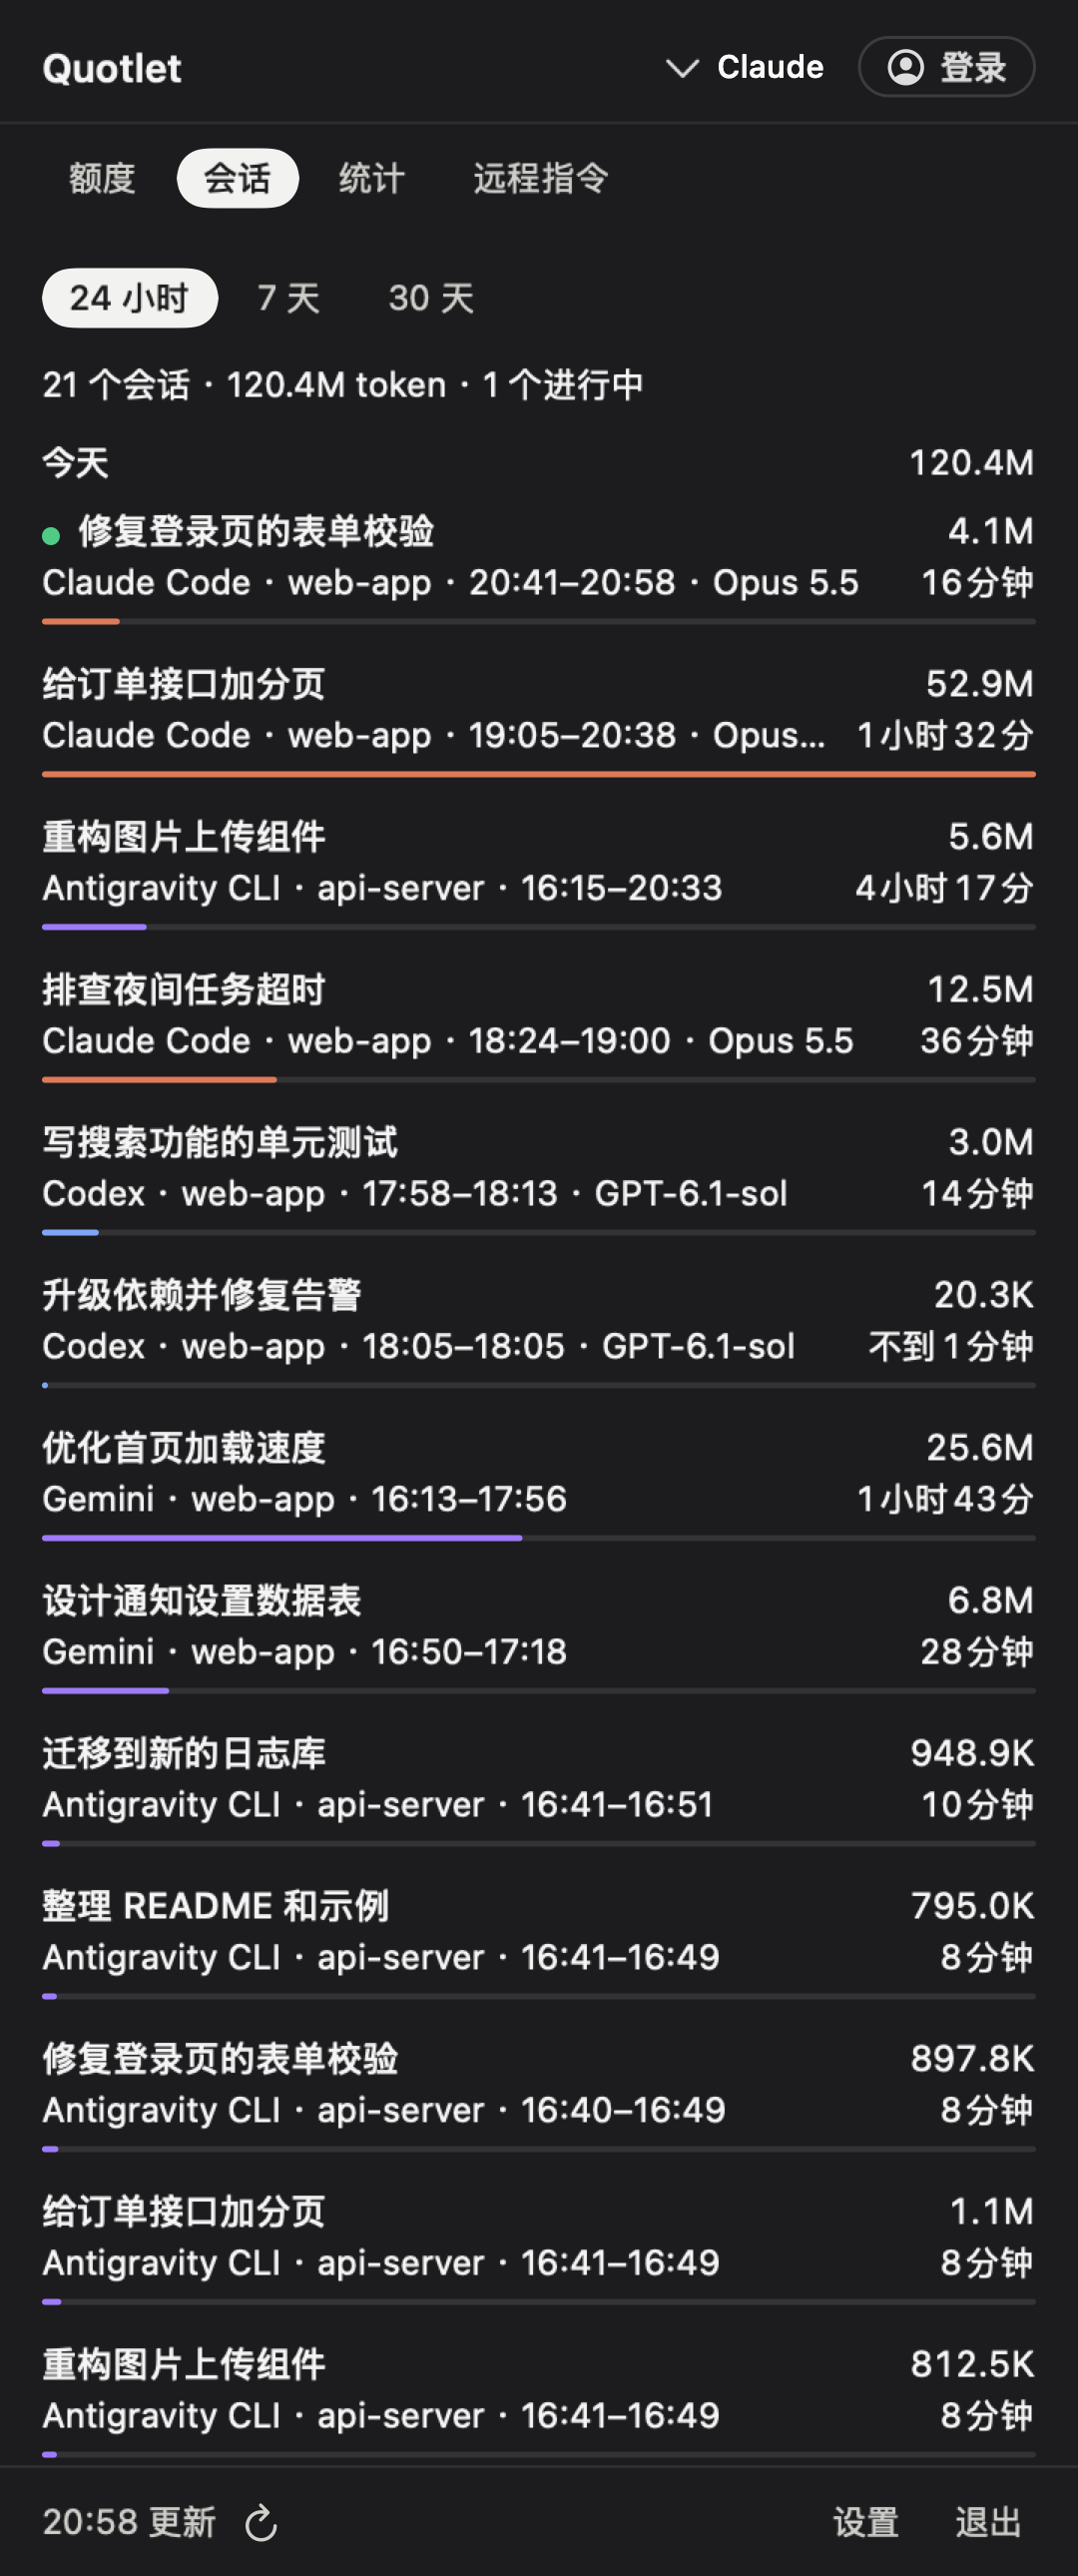 Quotlet Claude 登录
额度 会话 统计 远程指令
24 小时 7 天 30 天
21 个会话 · 120.4M token · 1 个进行中
今天 120.4M
修复登录页的表单校验 4.1M
Claude Code · web-app · 20:41–20:58 · Opus 5.5 16分钟
给订单接口加分页 52.9M
Claude Code · web-app · 19:05–20:38 · Opus... 1小时32分
重构图片上传组件 5.6M
Antigravity CLI · api-server · 16:15–20:33 4小时17分
排查夜间任务超时 12.5M
Claude Code · web-app · 18:24–19:00 · Opus 5.5 36分钟
写搜索功能的单元测试 3.0M
Codex · web-app · 17:58–18:13 · GPT-6.1-sol 14分钟
升级依赖并修复告警 20.3K
Codex · web-app · 18:05–18:05 · GPT-6.1-sol 不到1分钟
优化首页加载速度 25.6M
Gemini · web-app · 16:13–17:56 1小时43分
设计通知设置数据表 6.8M
Gemini · web-app · 16:50–17:18 28分钟
迁移到新的日志库 948.9K
Antigravity CLI · api-server · 16:41–16:51 10分钟
整理 README 和示例 795.0K
Antigravity CLI · api-server · 16:41–16:49 8分钟
修复登录页的表单校验 897.8K
Antigravity CLI · api-server · 16:40–16:49 8分钟
给订单接口加分页 1.1M
Antigravity CLI · api-server · 16:41–16:49 8分钟
重构图片上传组件 812.5K
Antigravity CLI · api-server · 16:41–16:49 8分钟
20:58 更新 设置 退出